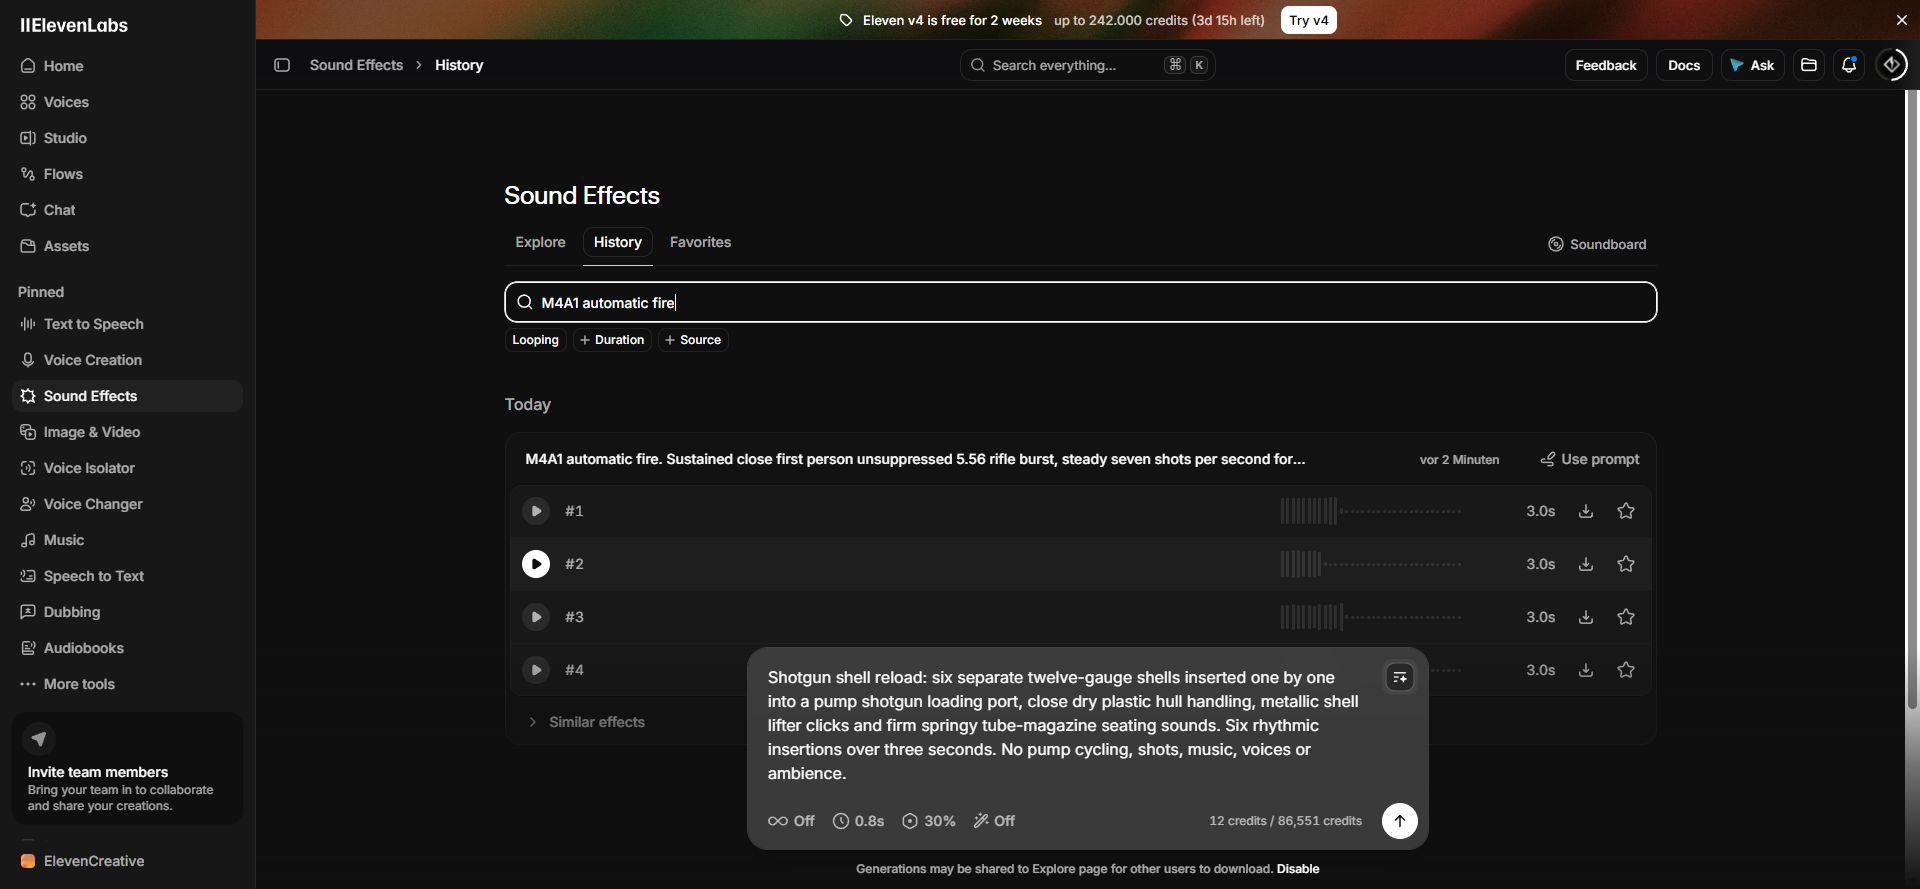 IIElevenLabs
Home
Voices
Studio
Flows
Chat
Assets
Pinned
Text to Speech
Voice Creation
Sound Effects
Image & Video
Voice Isolator
Voice Changer
Music
Speech to Text
Dubbing
Audiobooks
More tools
Invite team members
Bring your team in to collaborate
and share your creations.
ElevenCreative
Eleven v4 is free for 2 weeks up to 242.000 credits (3d 15h left) Try v4
Sound Effects > History
Search everything... ⌘ K
Feedback Docs Ask
Sound Effects
Explore History Favorites Soundboard
M4A1 automatic fire
Looping + Duration + Source
Today
M4A1 automatic fire. Sustained close first person unsuppressed 5.56 rifle burst, steady seven shots per second for... vor 2 Minuten Use prompt
#1 3.0s
#2 3.0s
#3 3.0s
#4 3.0s
Similar effects
Shotgun shell reload: six separate twelve-gauge shells inserted one by one
into a pump shotgun loading port, close dry plastic hull handling, metallic shell
lifter clicks and firm springy tube-magazine seating sounds. Six rhythmic
insertions over three seconds. No pump cycling, shots, music, voices or
ambience.
Off 0.8s 30% Off 12 credits / 86,551 credits
Generations may be shared to Explore page for other users to download. Disable